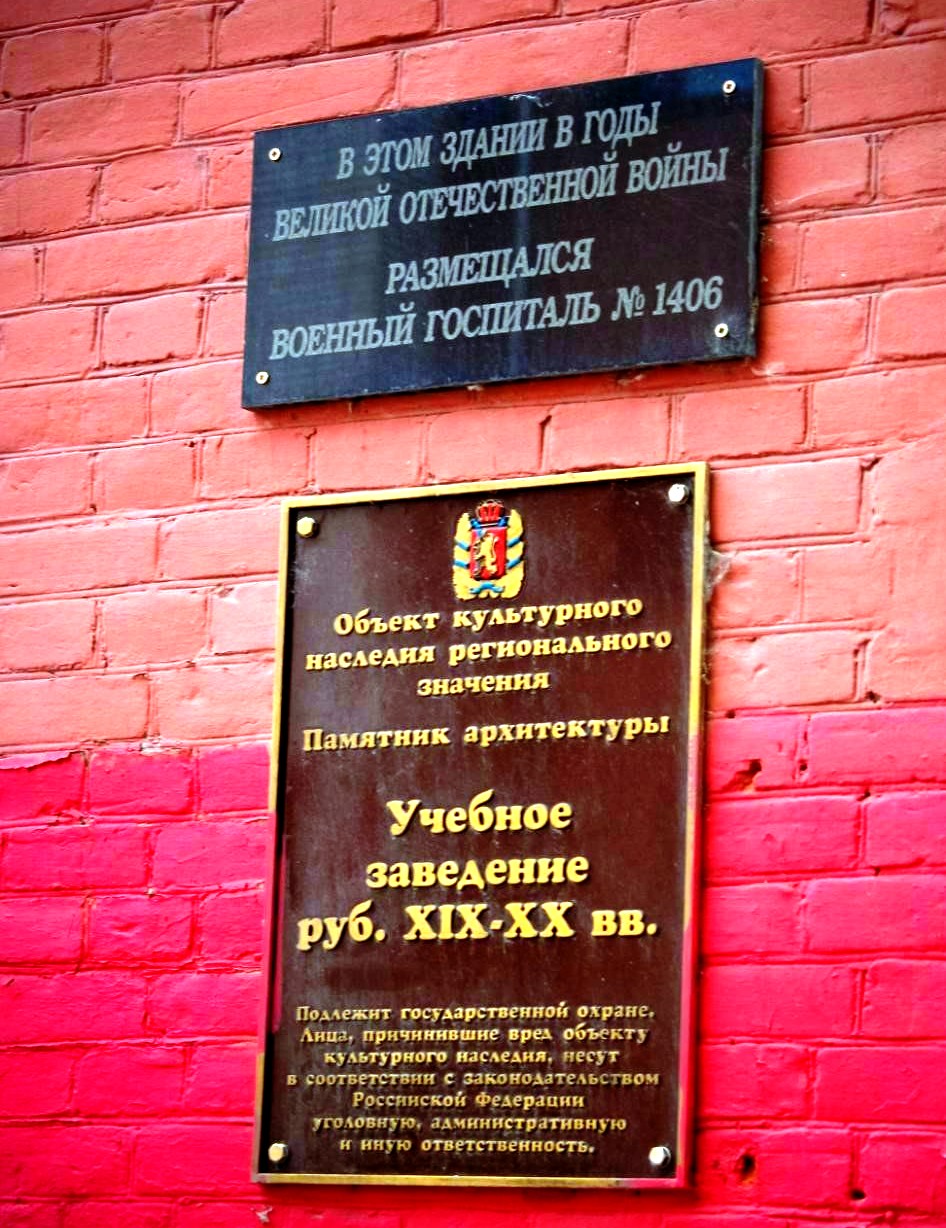 В ЭТОМ ЗДАНИИ В ГОДЫ
ВЕЛИКОЙ ОТЕЧЕСТВЕННОЙ ВОЙНЫ
РАЗМЕЩАЛСЯ
ВОЕННЫЙ ГОСПИТАЛЬ № 1406
Объект культурного
наследия регионального
значения
Памятник архитектуры
Учебное
заведение
руб. XIX-XX вв.
Подлежит государственной охране.
Лица, причинившие вред объекту
культурного наследия, несут
в соответствии с законодательством
Российской Федерации
уголовную, административную
и иную ответственность.